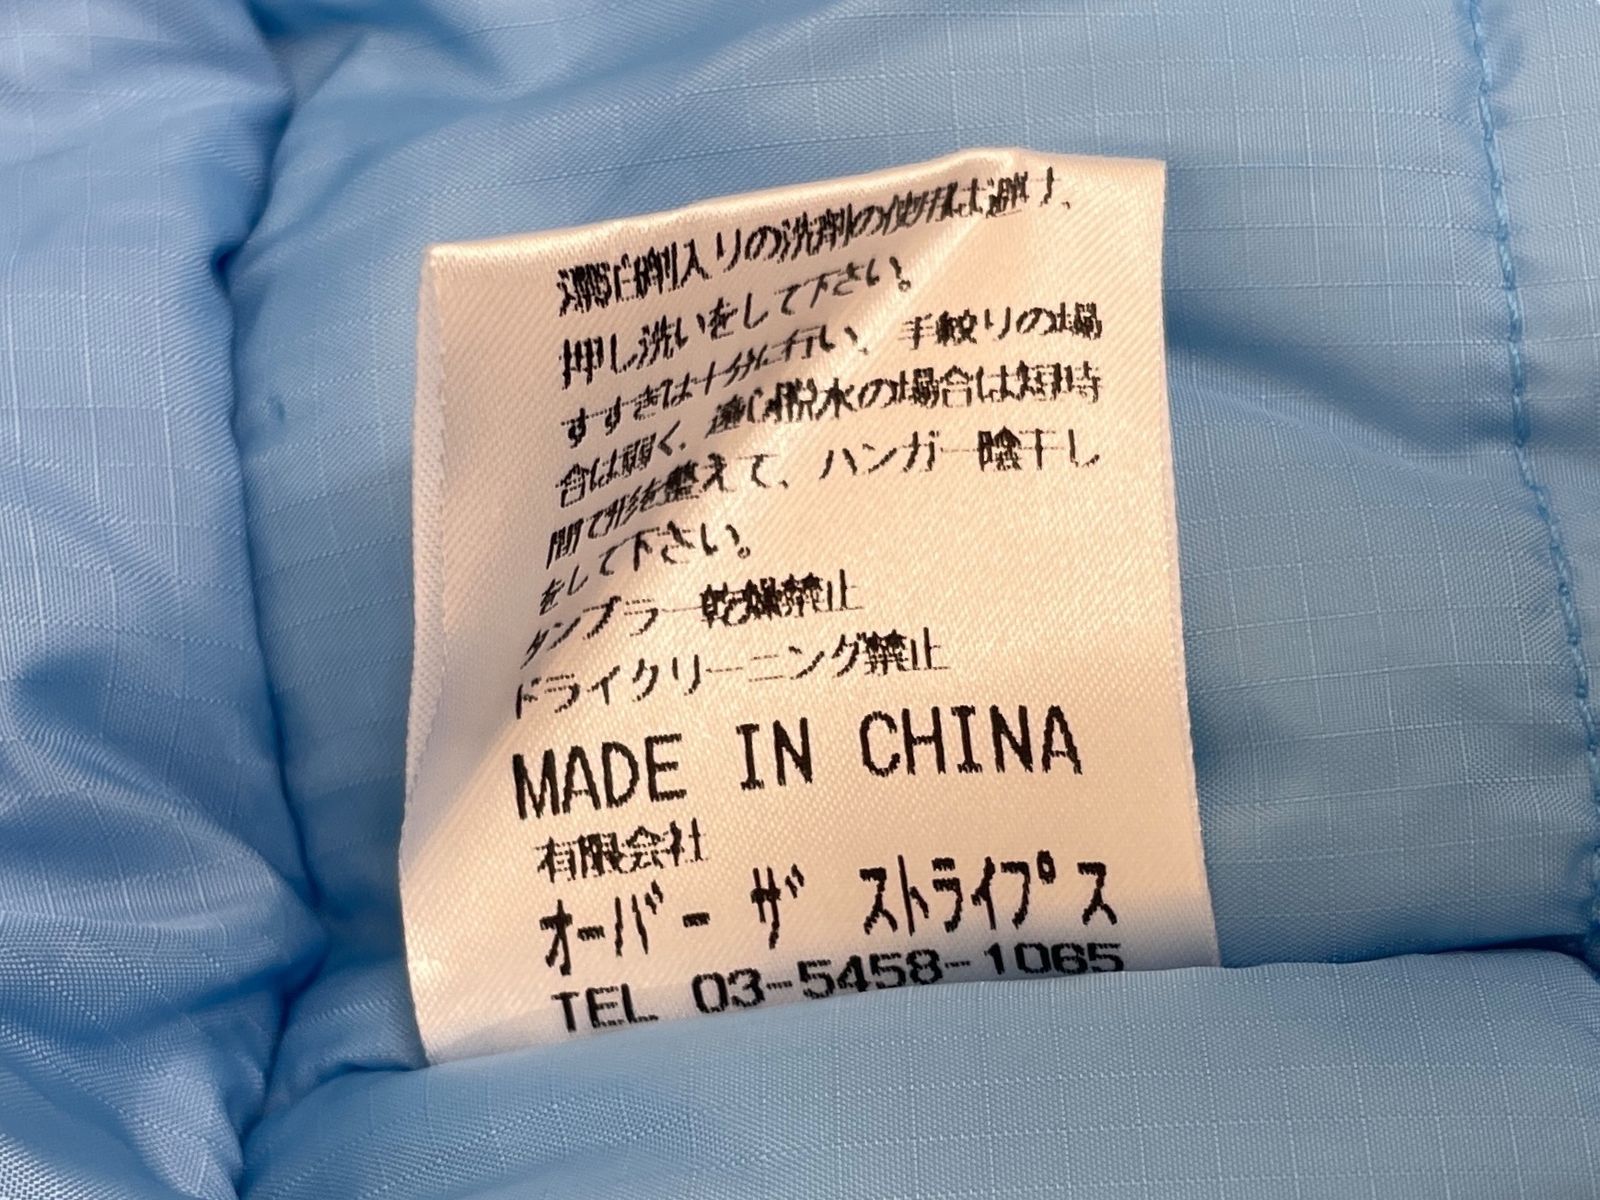 漂白剤入りの洗剤の使用は避け、
押し洗いをして下さい。
すすぎは十分に行い、手絞りの場
合は弱く、遠心脱水の場合は短時
間で形を整えて、ハンガー陰干し
をして下さい。
タンブラー乾燥禁止
ドライクリーニング禁止
MADE IN CHINA
有限会社
オーバー ザ ストライプス
TEL 03-5458-1065